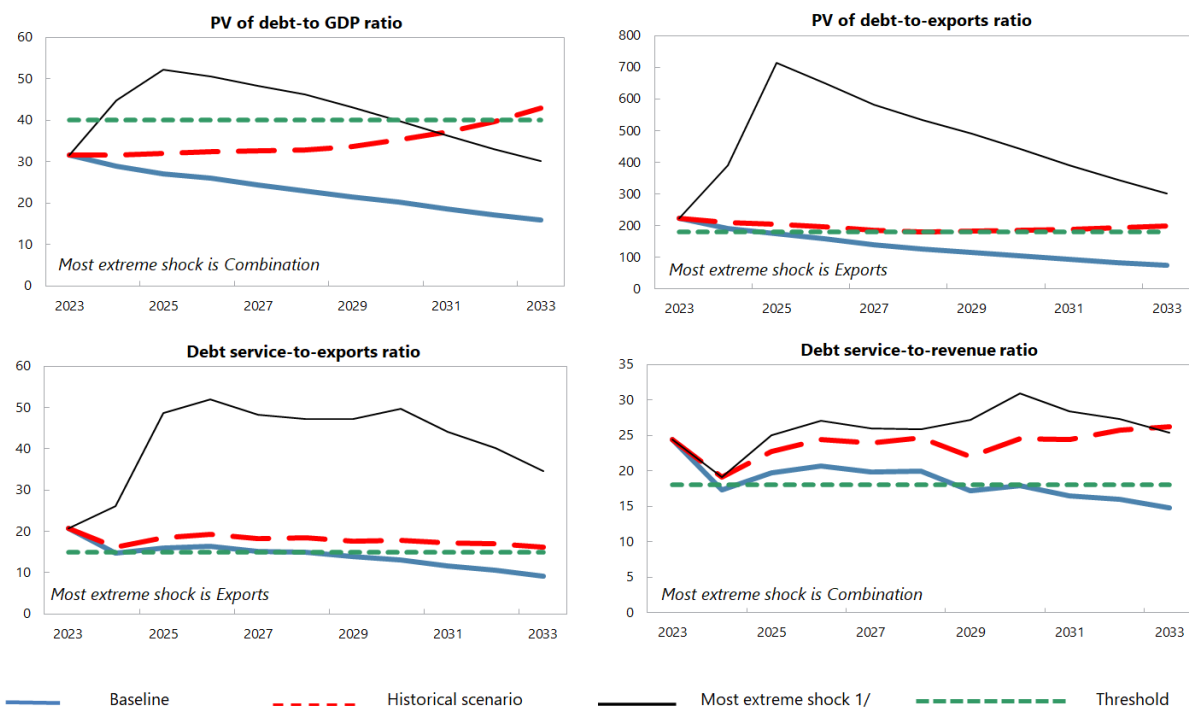 PV of debt-to GDP ratio
60
50
40
30
20
10
0
Most extreme shock is Combination
2023 2025 2027 2029 2031 2033
PV of debt-to-exports ratio
800
700
600
500
400
300
200
100
0
Most extreme shock is Exports
2023 2025 2027 2029 2031 2033
Debt service-to-exports ratio
60
50
40
30
20
10
0
Most extreme shock is Exports
2023 2025 2027 2029 2031 2033
Debt service-to-revenue ratio
35
30
25
20
15
10
5
0
Most extreme shock is Combination
2023 2025 2027 2029 2031 2033
Baseline Historical scenario Most extreme shock 1/ Threshold